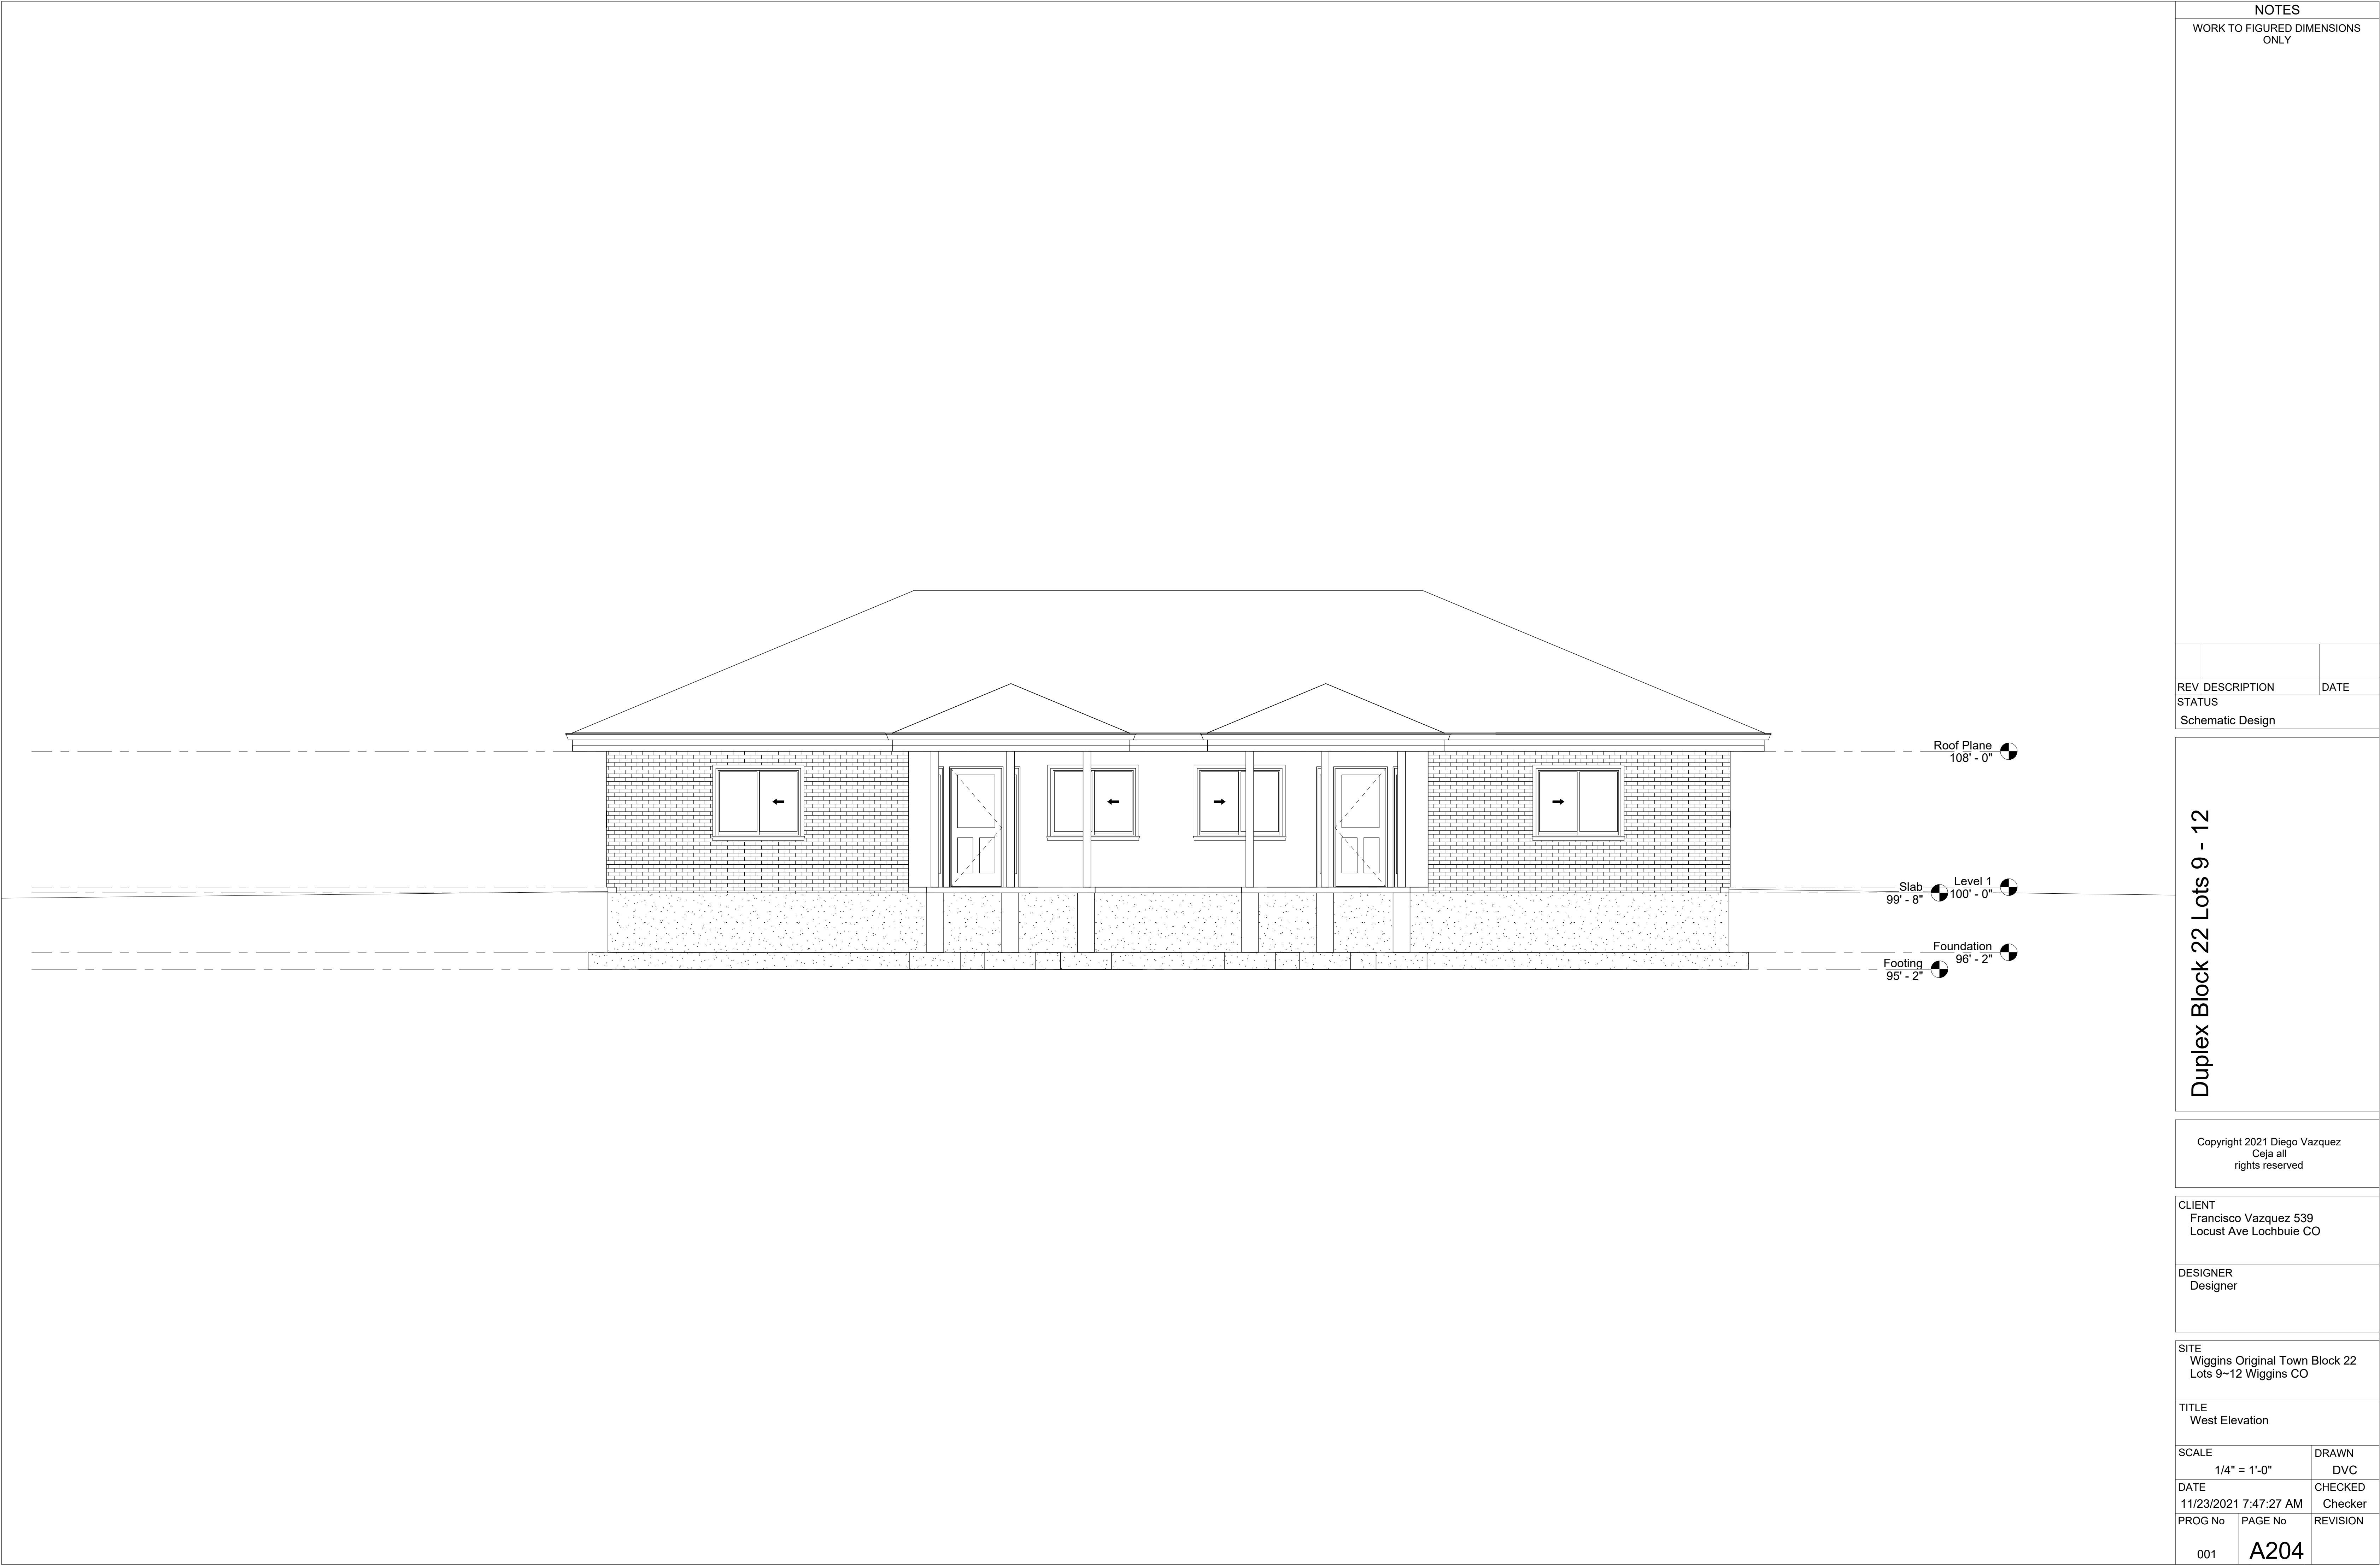 NOTES
WORK TO FIGURED DIMENSIONS
ONLY
REV DESCRIPTION DATE
STATUS
Schematic Design
Roof Plane
108' - 0"
Level 1
100' - 0"
Slab
99' - 8"
Foundation
96' - 2"
Footing
95' - 2"
Duplex Block 22 Lots 9 - 12
Copyright 2021 Diego Vazquez
Ceja all
rights reserved
CLIENT
Francisco Vazquez 539
Locust Ave Lochbuie CO
DESIGNER
Designer
SITE
Wiggins Original Town Block 22
Lots 9~12 Wiggins CO
TITLE
West Elevation
SCALE DRAWN
1/4" = 1'-0" DVC
DATE CHECKED
11/23/2021 7:47:27 AM Checker
PROG No PAGE No REVISION
001 A204